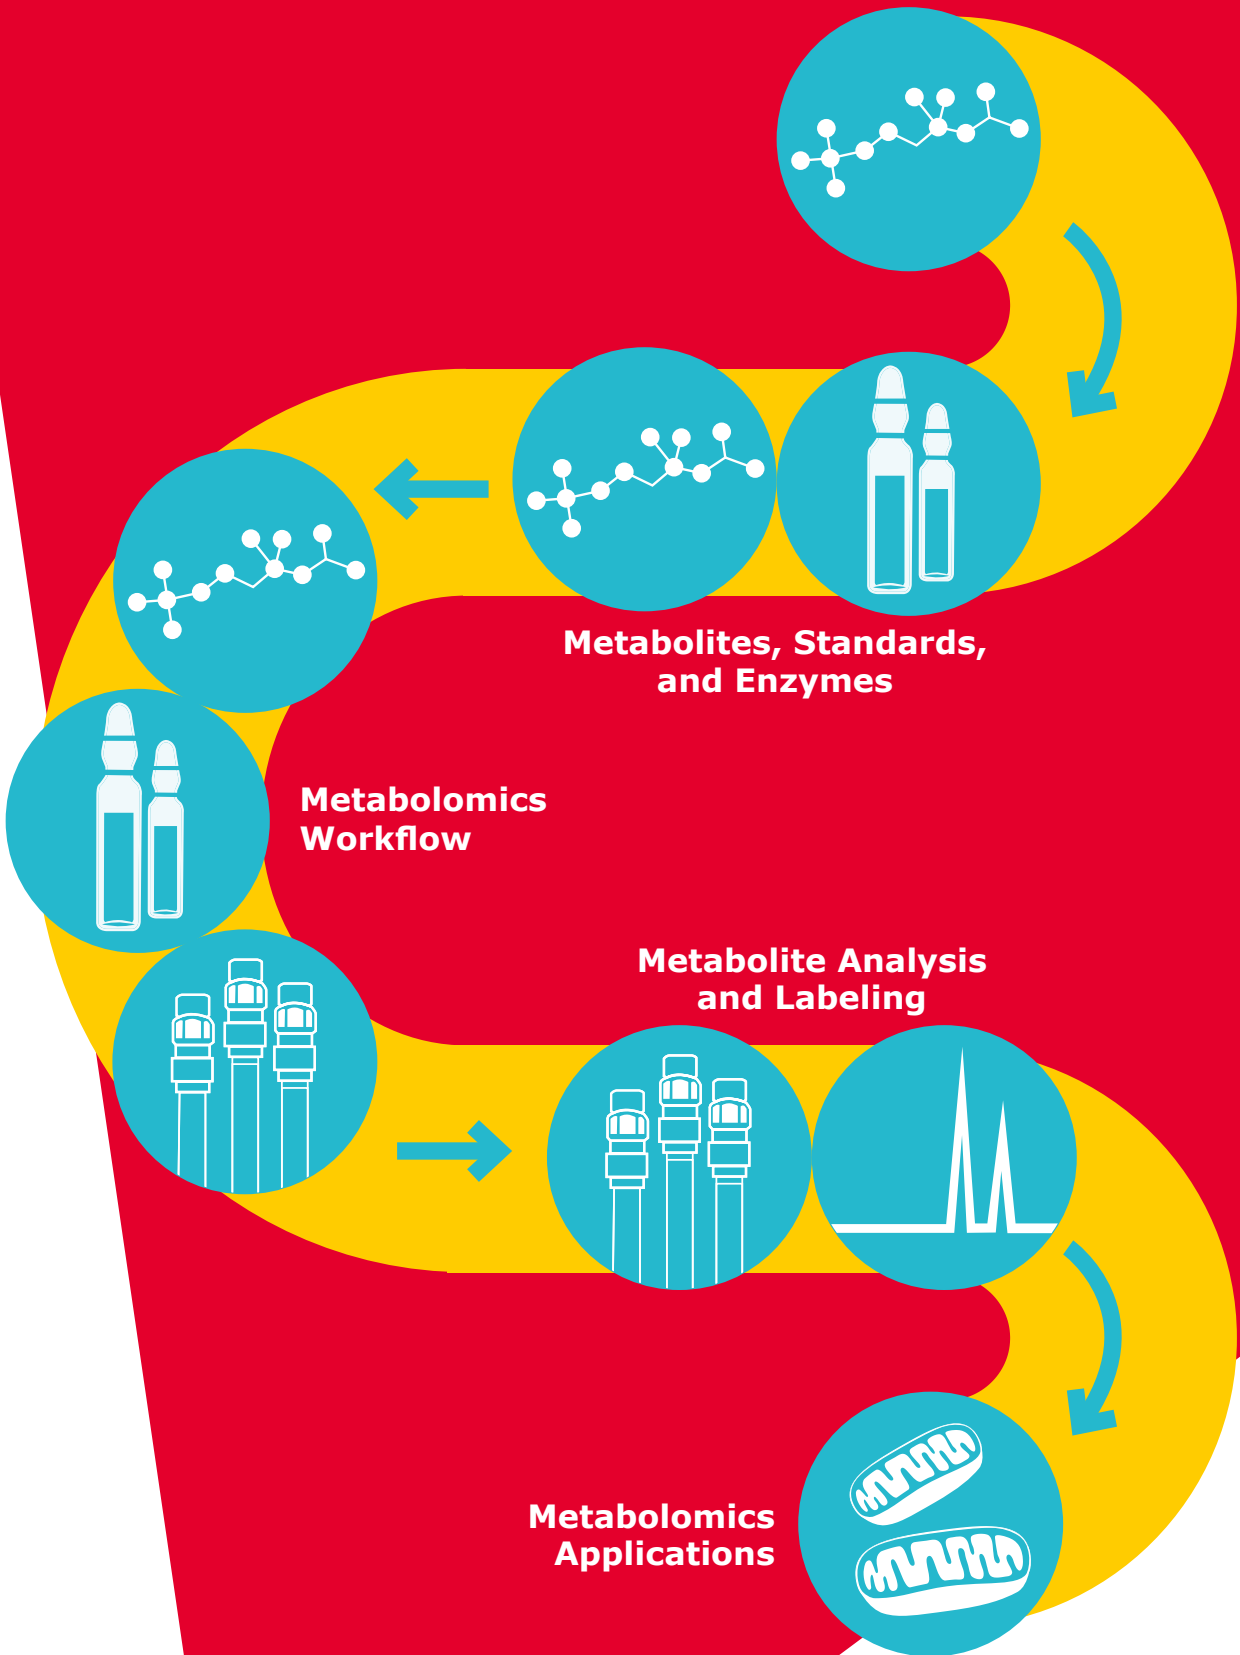 Metabolites, Standards,
and Enzymes
Metabolomics
Workflow
Metabolite Analysis
and Labeling
Metabolomics
Applications